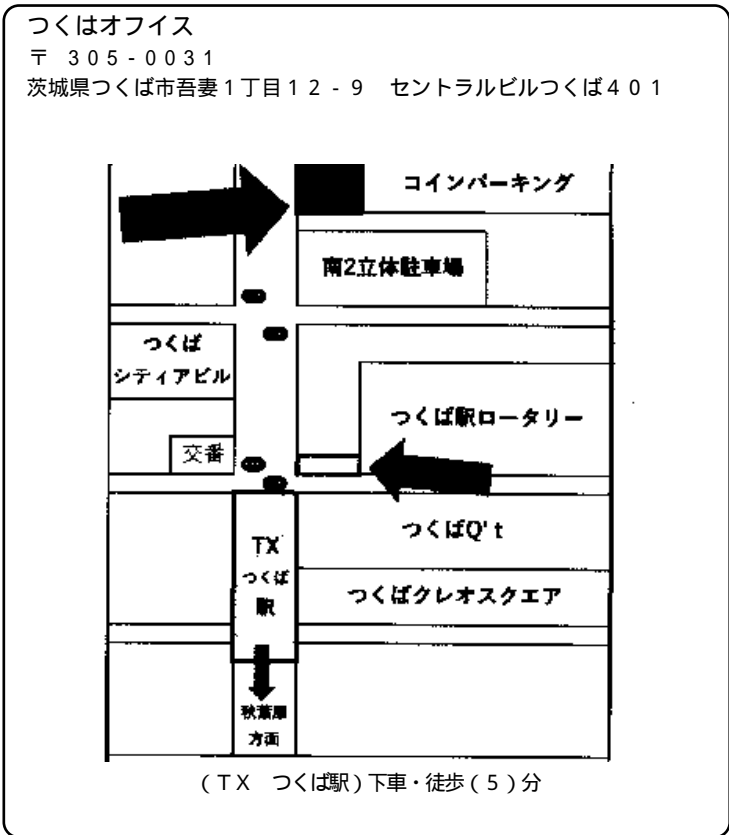 つくはオフイス
〒 305-0031
茨城県つくば市吾妻1丁目12-9 セントラルビルつくば401
コインパーキング
南2立体駐車場
つくば
シティアビル
つくば駅ロータリー
交番
つくばQ't
TX
つくば
駅
つくばクレオスクエア
秋葉原
方面
(TX つくば駅)下車・徒歩(5)分